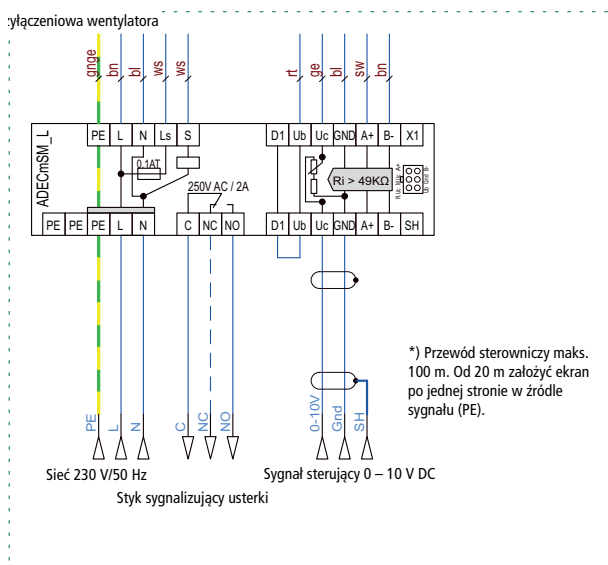 yłączeniowa wentylatora
gnge bn bl ws ws rt ge bl sw bn
ADECmSM_L
PE L N Ls S D1 Ub Uc GND A+ B- X1
0.1AT
250V AC / 2A
Ri > 49KΩ
A+
B-
Ub Gnd B-
PE PE PE L N C NC NO D1 Ub Uc GND A+ B- SH
*) Przewód sterowniczy maks.
100 m. Od 20 m założyć ekran
po jednej stronie w źródle
sygnału (PE).
PE L N C NC NO 0-10V Gnd SH
Sieć 230 V/50 Hz
Sygnał sterujący 0 – 10 V DC
Styk sygnalizujący usterki